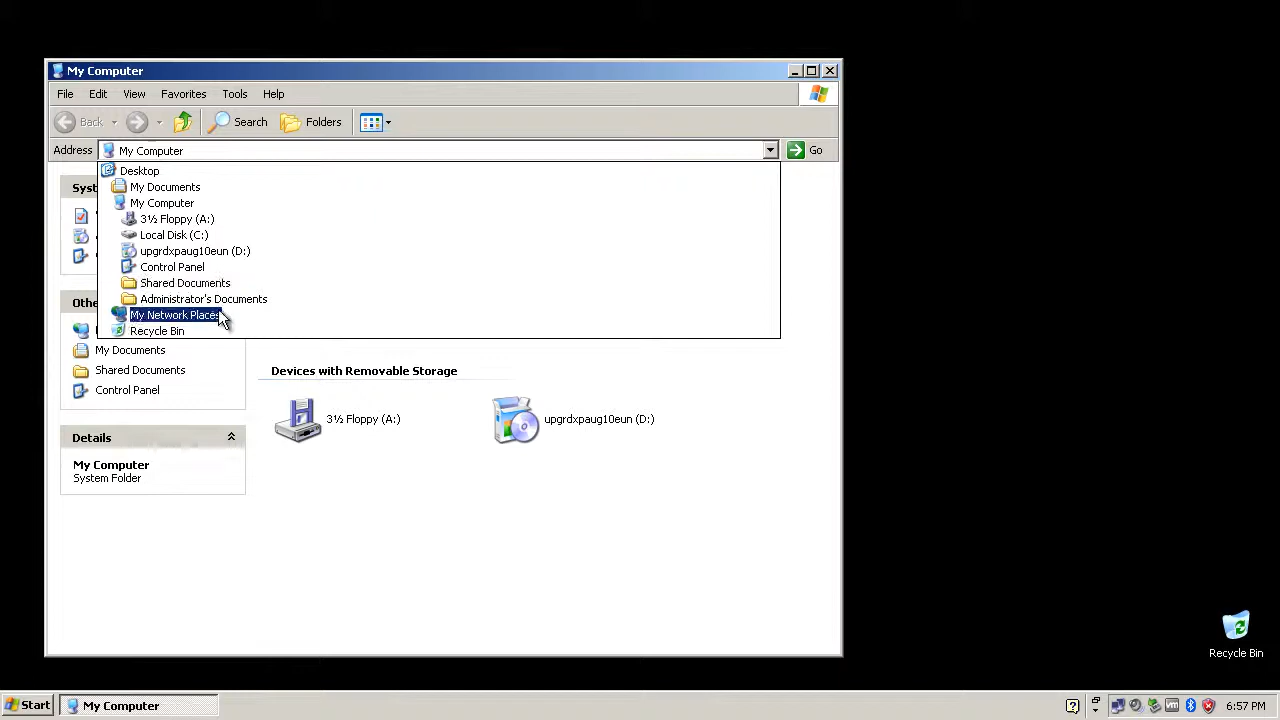 My Computer
File Edit View Favorites Tools Help
Back Search Folders
Address My Computer Go
Desktop
My Documents
My Computer
3½ Floppy (A:)
Local Disk (C:)
upgrdxpaug10eun (D:)
Control Panel
Shared Documents
Administrator's Documents
My Network Places
Recycle Bin
My Documents
Shared Documents
Control Panel
Details
My Computer
System Folder
Devices with Removable Storage
3½ Floppy (A:) upgrdxpaug10eun (D:)
Recycle Bin
Start My Computer 6:57 PM